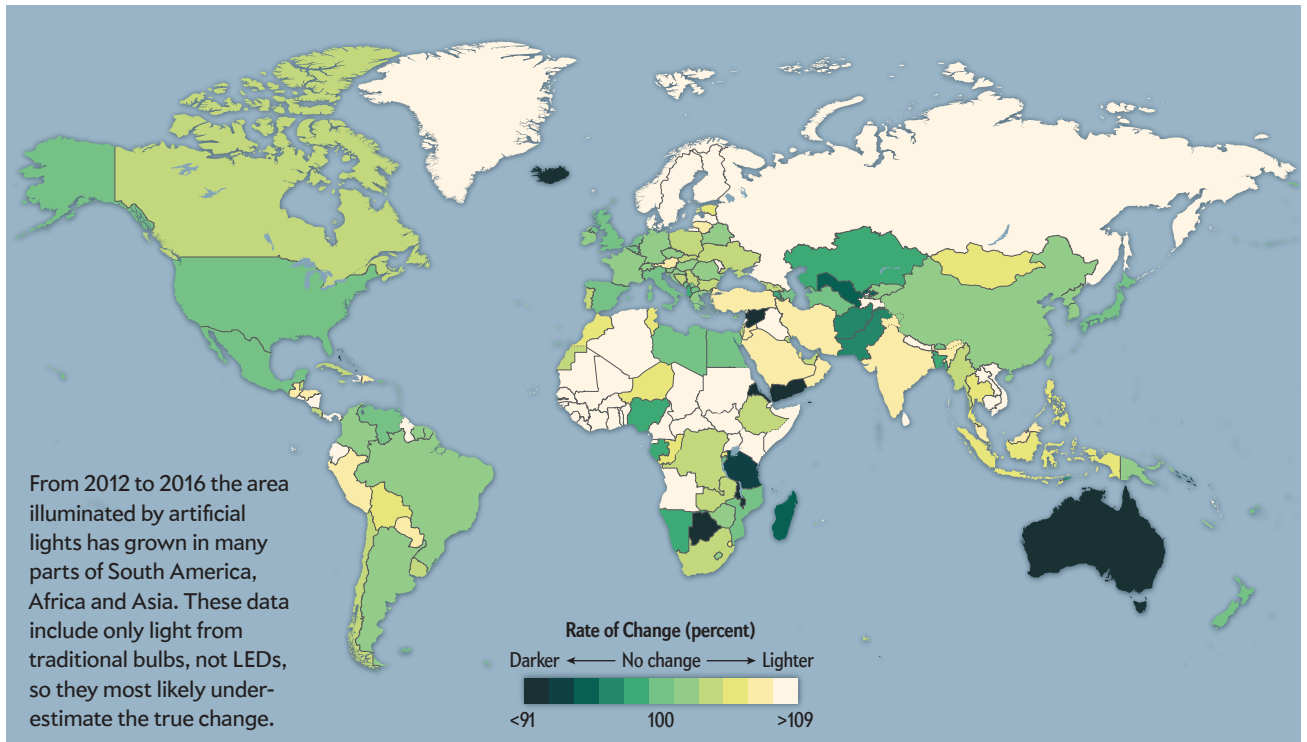 From 2012 to 2016 the area
illuminated by artificial
lights has grown in many
parts of South America,
Africa and Asia. These data
include only light from
traditional bulbs, not LEDs,
so they most likely under-
estimate the true change.
Rate of Change (percent)
Darker ← No change → Lighter
<91 100 >109